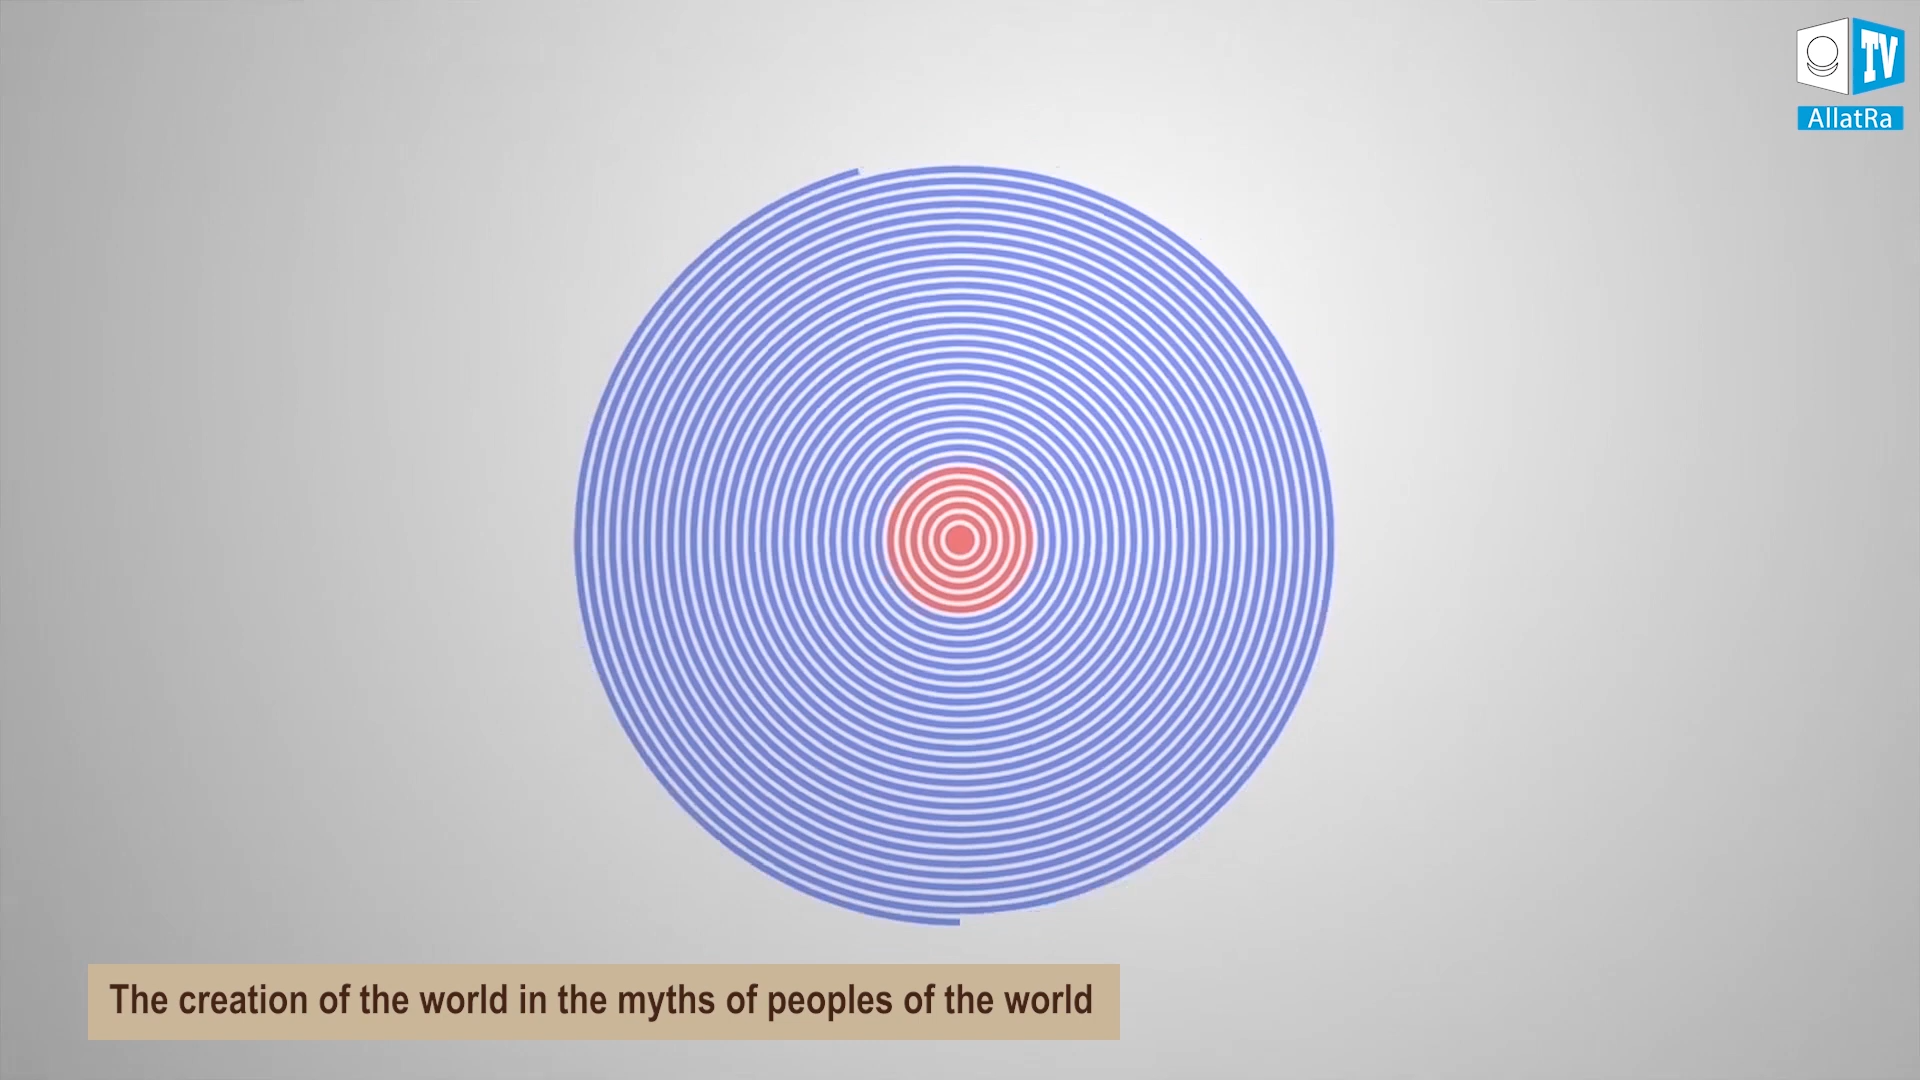 TV
AllatRa
The creation of the world in the myths of peoples of the world